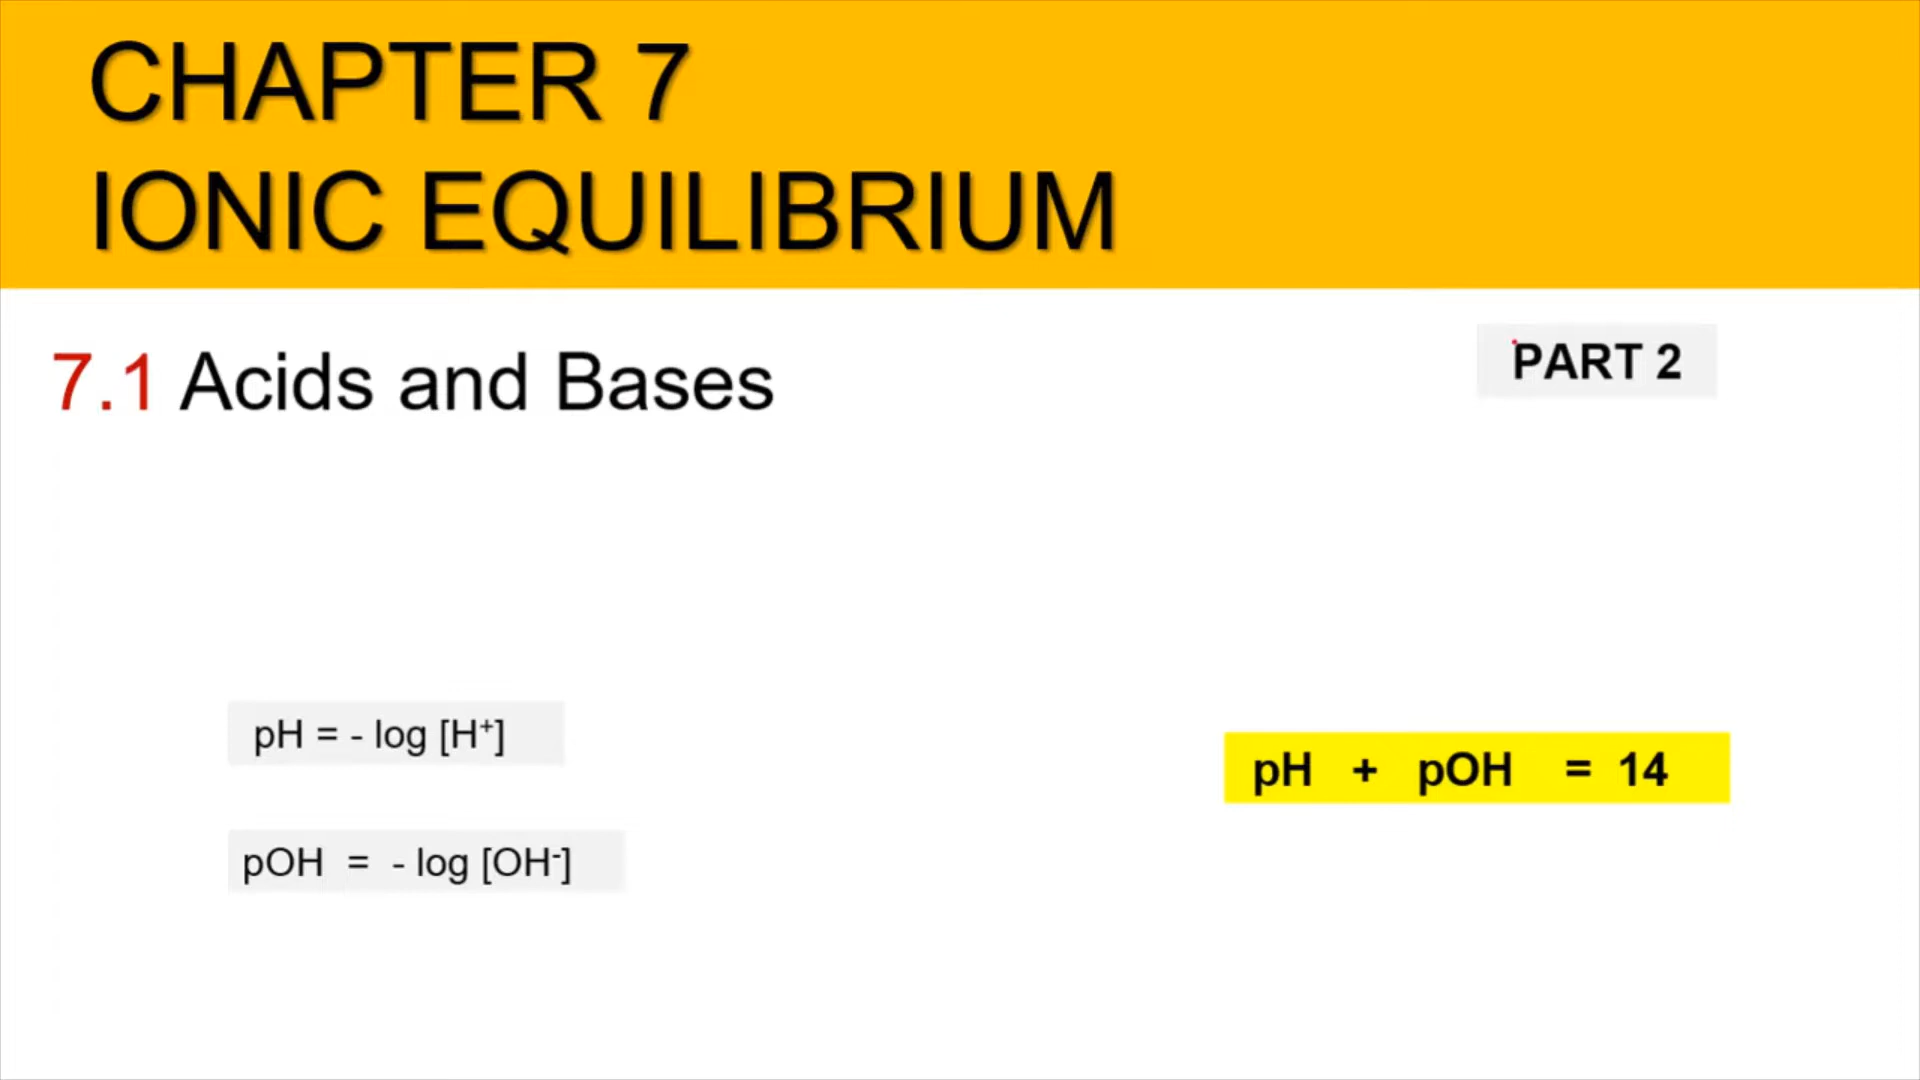 CHAPTER 7
IONIC EQUILIBRIUM
7.1 Acids and Bases
PART 2
pH = - log [H⁺]
pH + pOH = 14
pOH = - log [OH⁻]